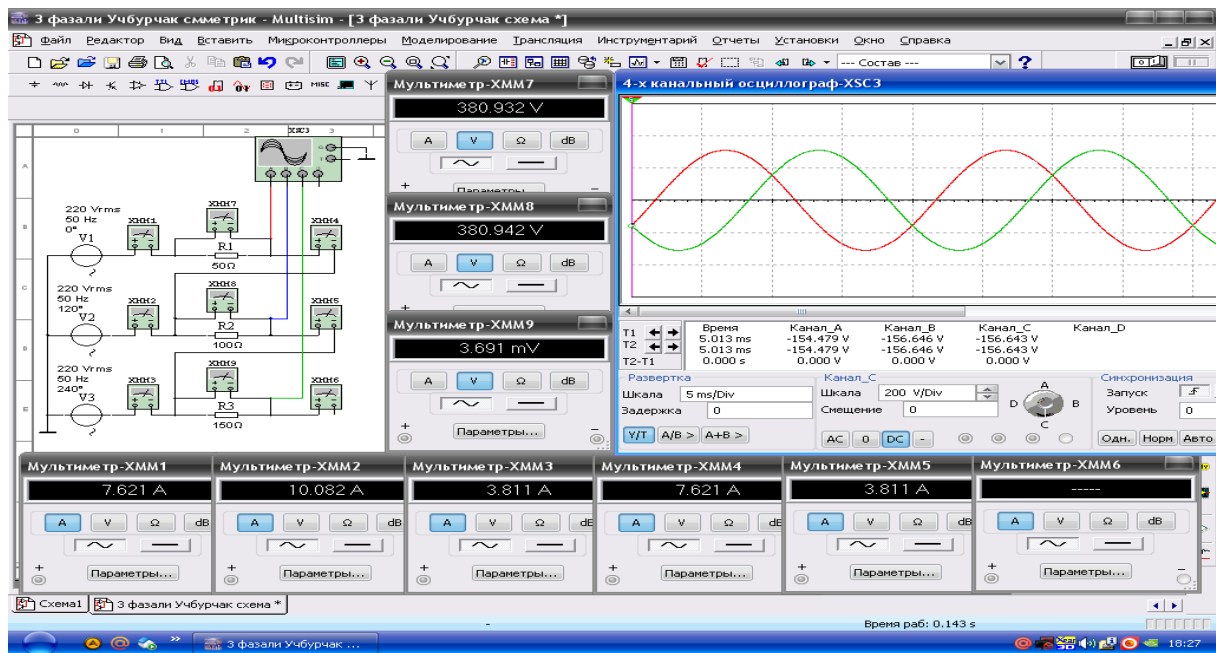 3 фазали Учбурчак смметрик - Multisim - [3 фазали Учбурчак схема *]
Файл Редактор Вид Вставить Микроконтроллеры Моделирование Трансляция Инструментарий Отчеты Установки Окно Справка
--- Состав ---
Мультиметр-XMM7
380.932 V
A V Ω dB
+ Параметры... -
Мультиметр-XMM8
380.942 V
A V Ω dB
+ -
Мультиметр-XMM9
3.691 mV
A V Ω dB
+ Параметры... -
0 1 2 3
XSC3
220 Vrms
50 Hz
0°
V1
XMM1
XMM7
XMM4
R1
50Ω
220 Vrms
50 Hz
120°
V2
XMM2
XMM8
XMM5
R2
100Ω
220 Vrms
50 Hz
240°
V3
XMM3
XMM9
XMM6
R3
150Ω
4-х канальный осциллограф-XSC3
Время Канал_A Канал_B Канал_C Канал_D
T1 5.013 ms -154.479 V -156.646 V -156.643 V
T2 5.013 ms -154.479 V -156.646 V -156.643 V
T2-T1 0.000 s 0.000 V 0.000 V 0.000 V
Развертка
Шкала 5 ms/Div
Задержка 0
Y/T A/B > A+B >
Канал_C
Шкала 200 V/Div
Смещение 0
AC 0 DC -
A
D B
C
Синхронизация
Запуск
Уровень 0
Одн. Норм Авто
Мультиметр-XMM1
7.621 A
A V Ω dB
+ Параметры...
Мультиметр-XMM2
10.082 A
A V Ω dB
+ Параметры...
Мультиметр-XMM3
3.811 A
A V Ω dB
+ Параметры...
Мультиметр-XMM4
7.621 A
A V Ω dB
+ Параметры...
Мультиметр-XMM5
3.811 A
A V Ω dB
+ Параметры...
Мультиметр-XMM6
-----
A V Ω dB
+ Параметры... -
Схема1 3 фазали Учбурчак схема *
- Время раб: 0.143 s
3 фазали Учбурчак ... 18:27